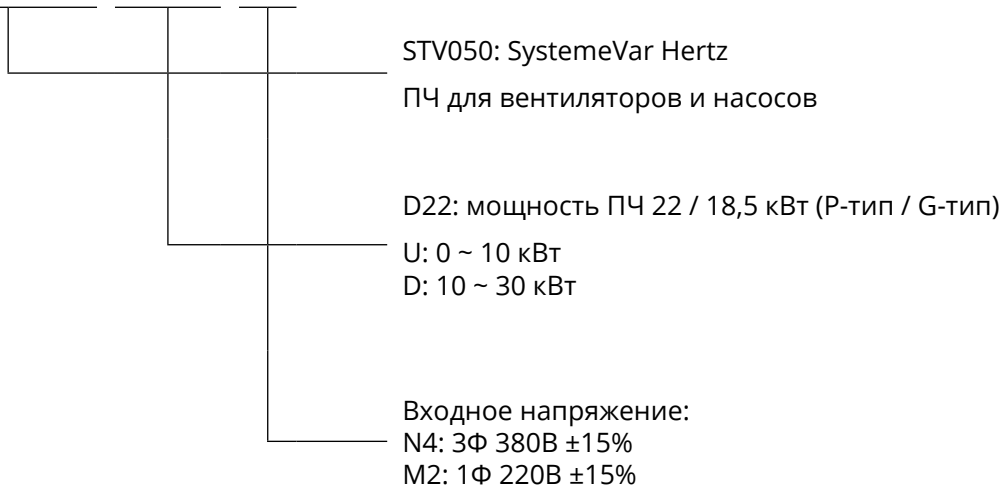 STV050: SystemeVar Hertz
ПЧ для вентиляторов и насосов
D22: мощность ПЧ 22 / 18,5 кВт (P-тип / G-тип)
U: 0 ~ 10 кВт
D: 10 ~ 30 кВт
Входное напряжение:
N4: 3Ф 380В ±15%
M2: 1Ф 220В ±15%